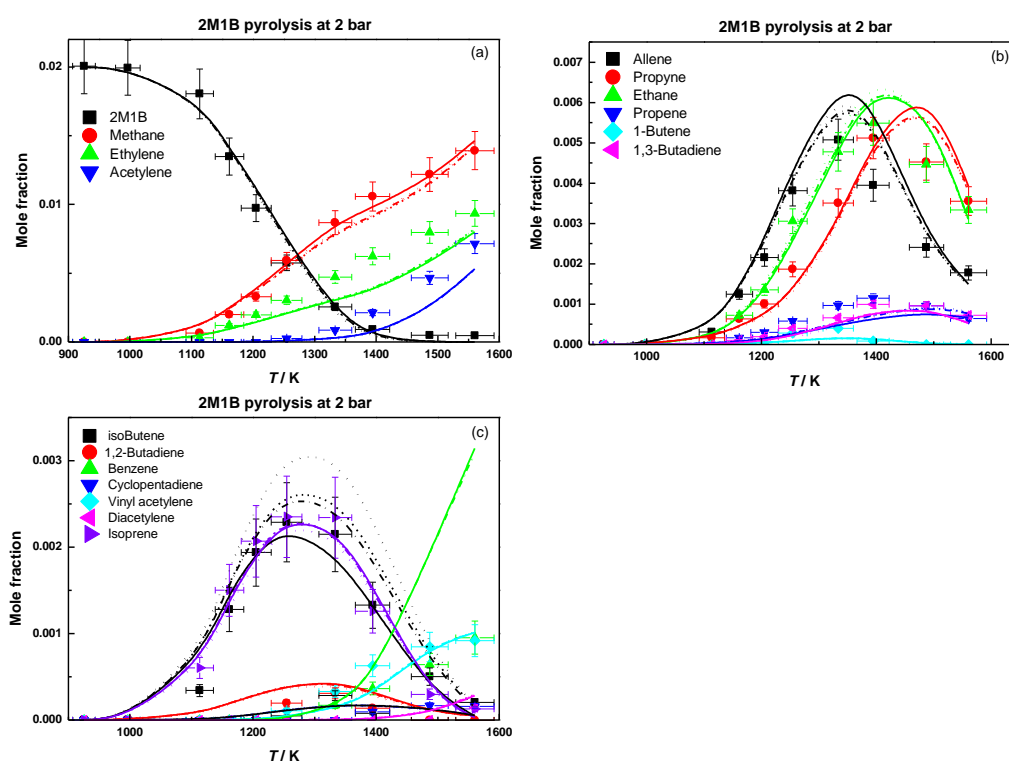 2M1B pyrolysis at 2 bar
(a)
0.02
0.01
0.00
Mole fraction
2M1B
Methane
Ethylene
Acetylene
900 1000 1100 1200 1300 1400 1500 1600
T / K
2M1B pyrolysis at 2 bar
(b)
0.007
0.006
0.005
0.004
0.003
0.002
0.001
0.000
Mole fraction
Allene
Propyne
Ethane
Propene
1-Butene
1,3-Butadiene
1000 1200 1400 1600
T / K
2M1B pyrolysis at 2 bar
(c)
0.003
0.002
0.001
0.000
Mole fraction
isoButene
1,2-Butadiene
Benzene
Cyclopentadiene
Vinyl acetylene
Diacetylene
Isoprene
1000 1200 1400 1600
T / K